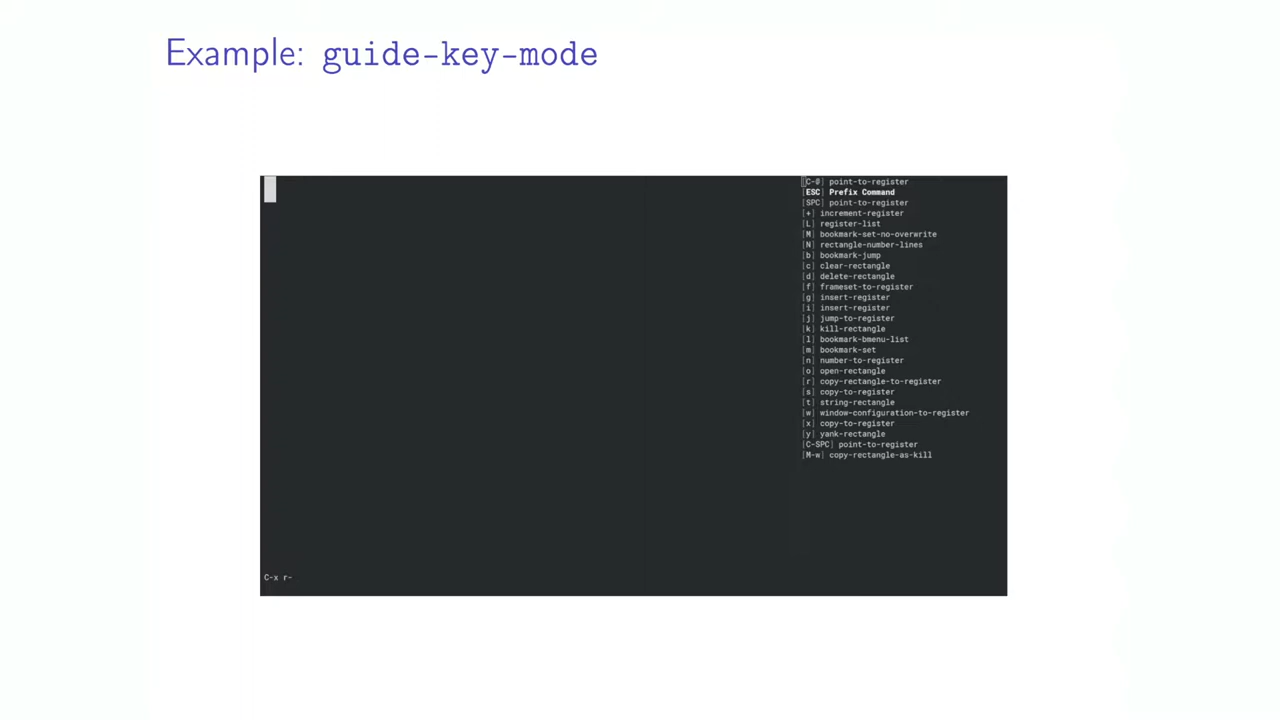 Example: guide-key-mode
[C-@] point-to-register
[ESC] Prefix Command
[SPC] point-to-register
[+] increment-register
[L] register-list
[M] bookmark-set-no-overwrite
[N] rectangle-number-lines
[b] bookmark-jump
[c] clear-rectangle
[d] delete-rectangle
[f] frameset-to-register
[g] insert-register
[i] insert-register
[j] jump-to-register
[k] kill-rectangle
[l] bookmark-bmenu-list
[m] bookmark-set
[n] number-to-register
[o] open-rectangle
[r] copy-rectangle-to-register
[s] copy-to-register
[t] string-rectangle
[w] window-configuration-to-register
[x] copy-to-register
[y] yank-rectangle
[C-SPC] point-to-register
[M-w] copy-rectangle-as-kill
C-x r-